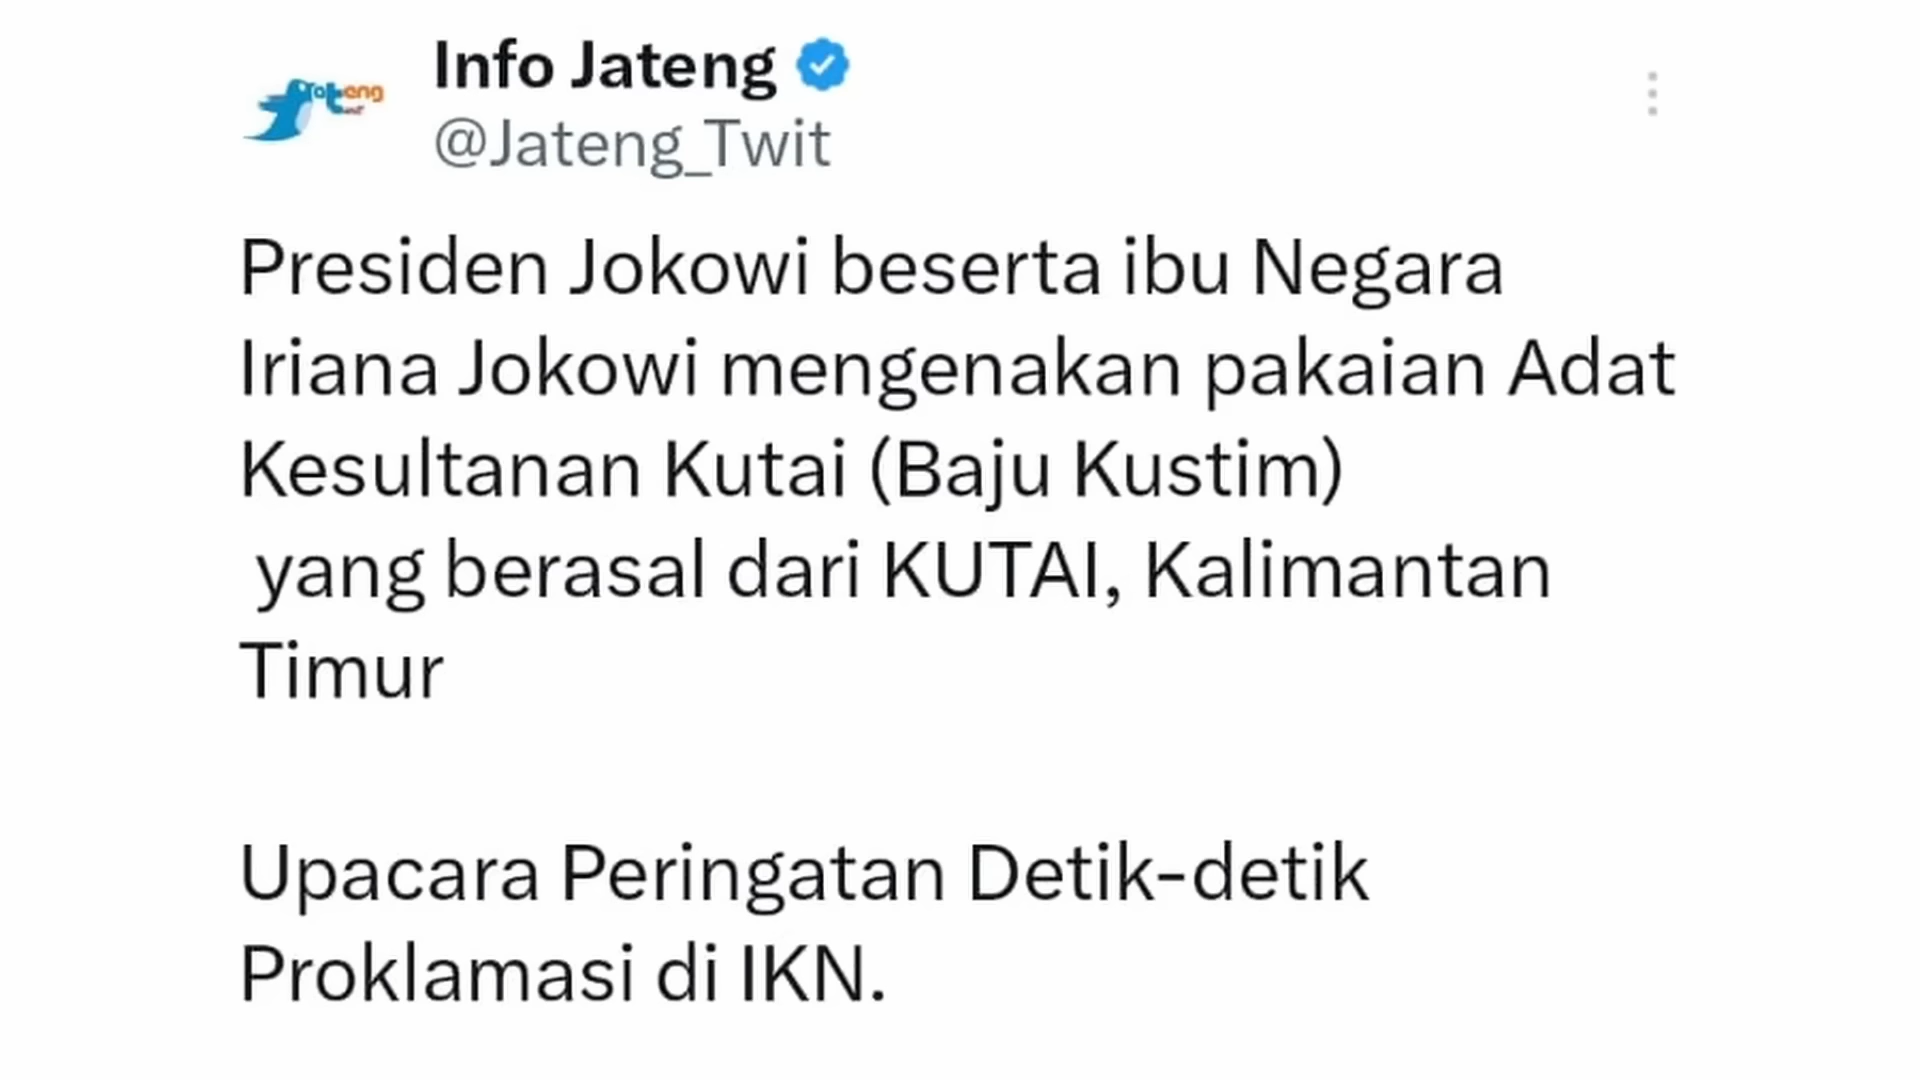 Info Jateng
@Jateng_Twit
Presiden Jokowi beserta ibu Negara
Iriana Jokowi mengenakan pakaian Adat
Kesultanan Kutai (Baju Kustim)
yang berasal dari KUTAI, Kalimantan
Timur
Upacara Peringatan Detik-detik
Proklamasi di IKN.